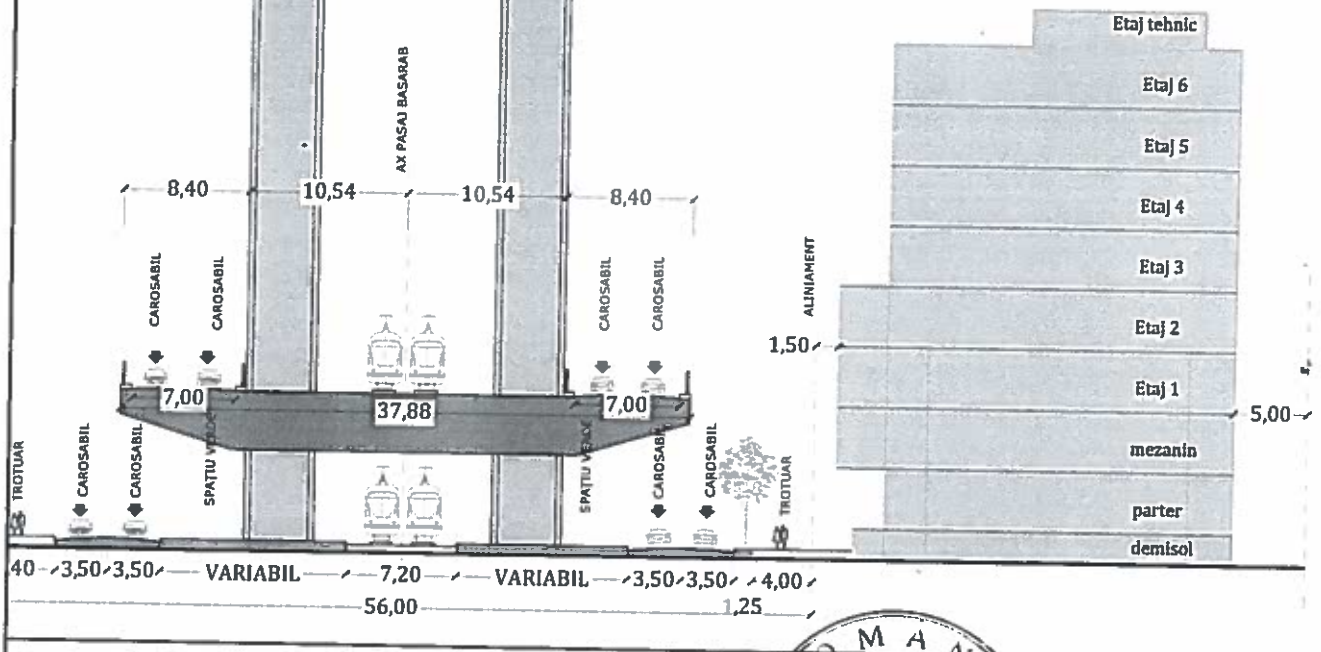 Etaj tehnic
Etaj 6
Etaj 5
Etaj 4
Etaj 3
Etaj 2
Etaj 1
mezanin
parter
demisol
AX PASAJ BASARAB
8,40
10,54
10,54
8,40
CAROSABIL
CAROSABIL
CAROSABIL
CAROSABIL
ALINIAMENT
1,50
7,00
37,88
7,00
5,00
TROTUAR
CAROSABIL
CAROSABIL
SPAȚIU VERDE
SPAȚIU VERDE
CAROSABIL
CAROSABIL
TROTUAR
40
3,50
3,50
VARIABIL
7,20
VARIABIL
3,50
3,50
4,00
56,00
1,25
O M A N